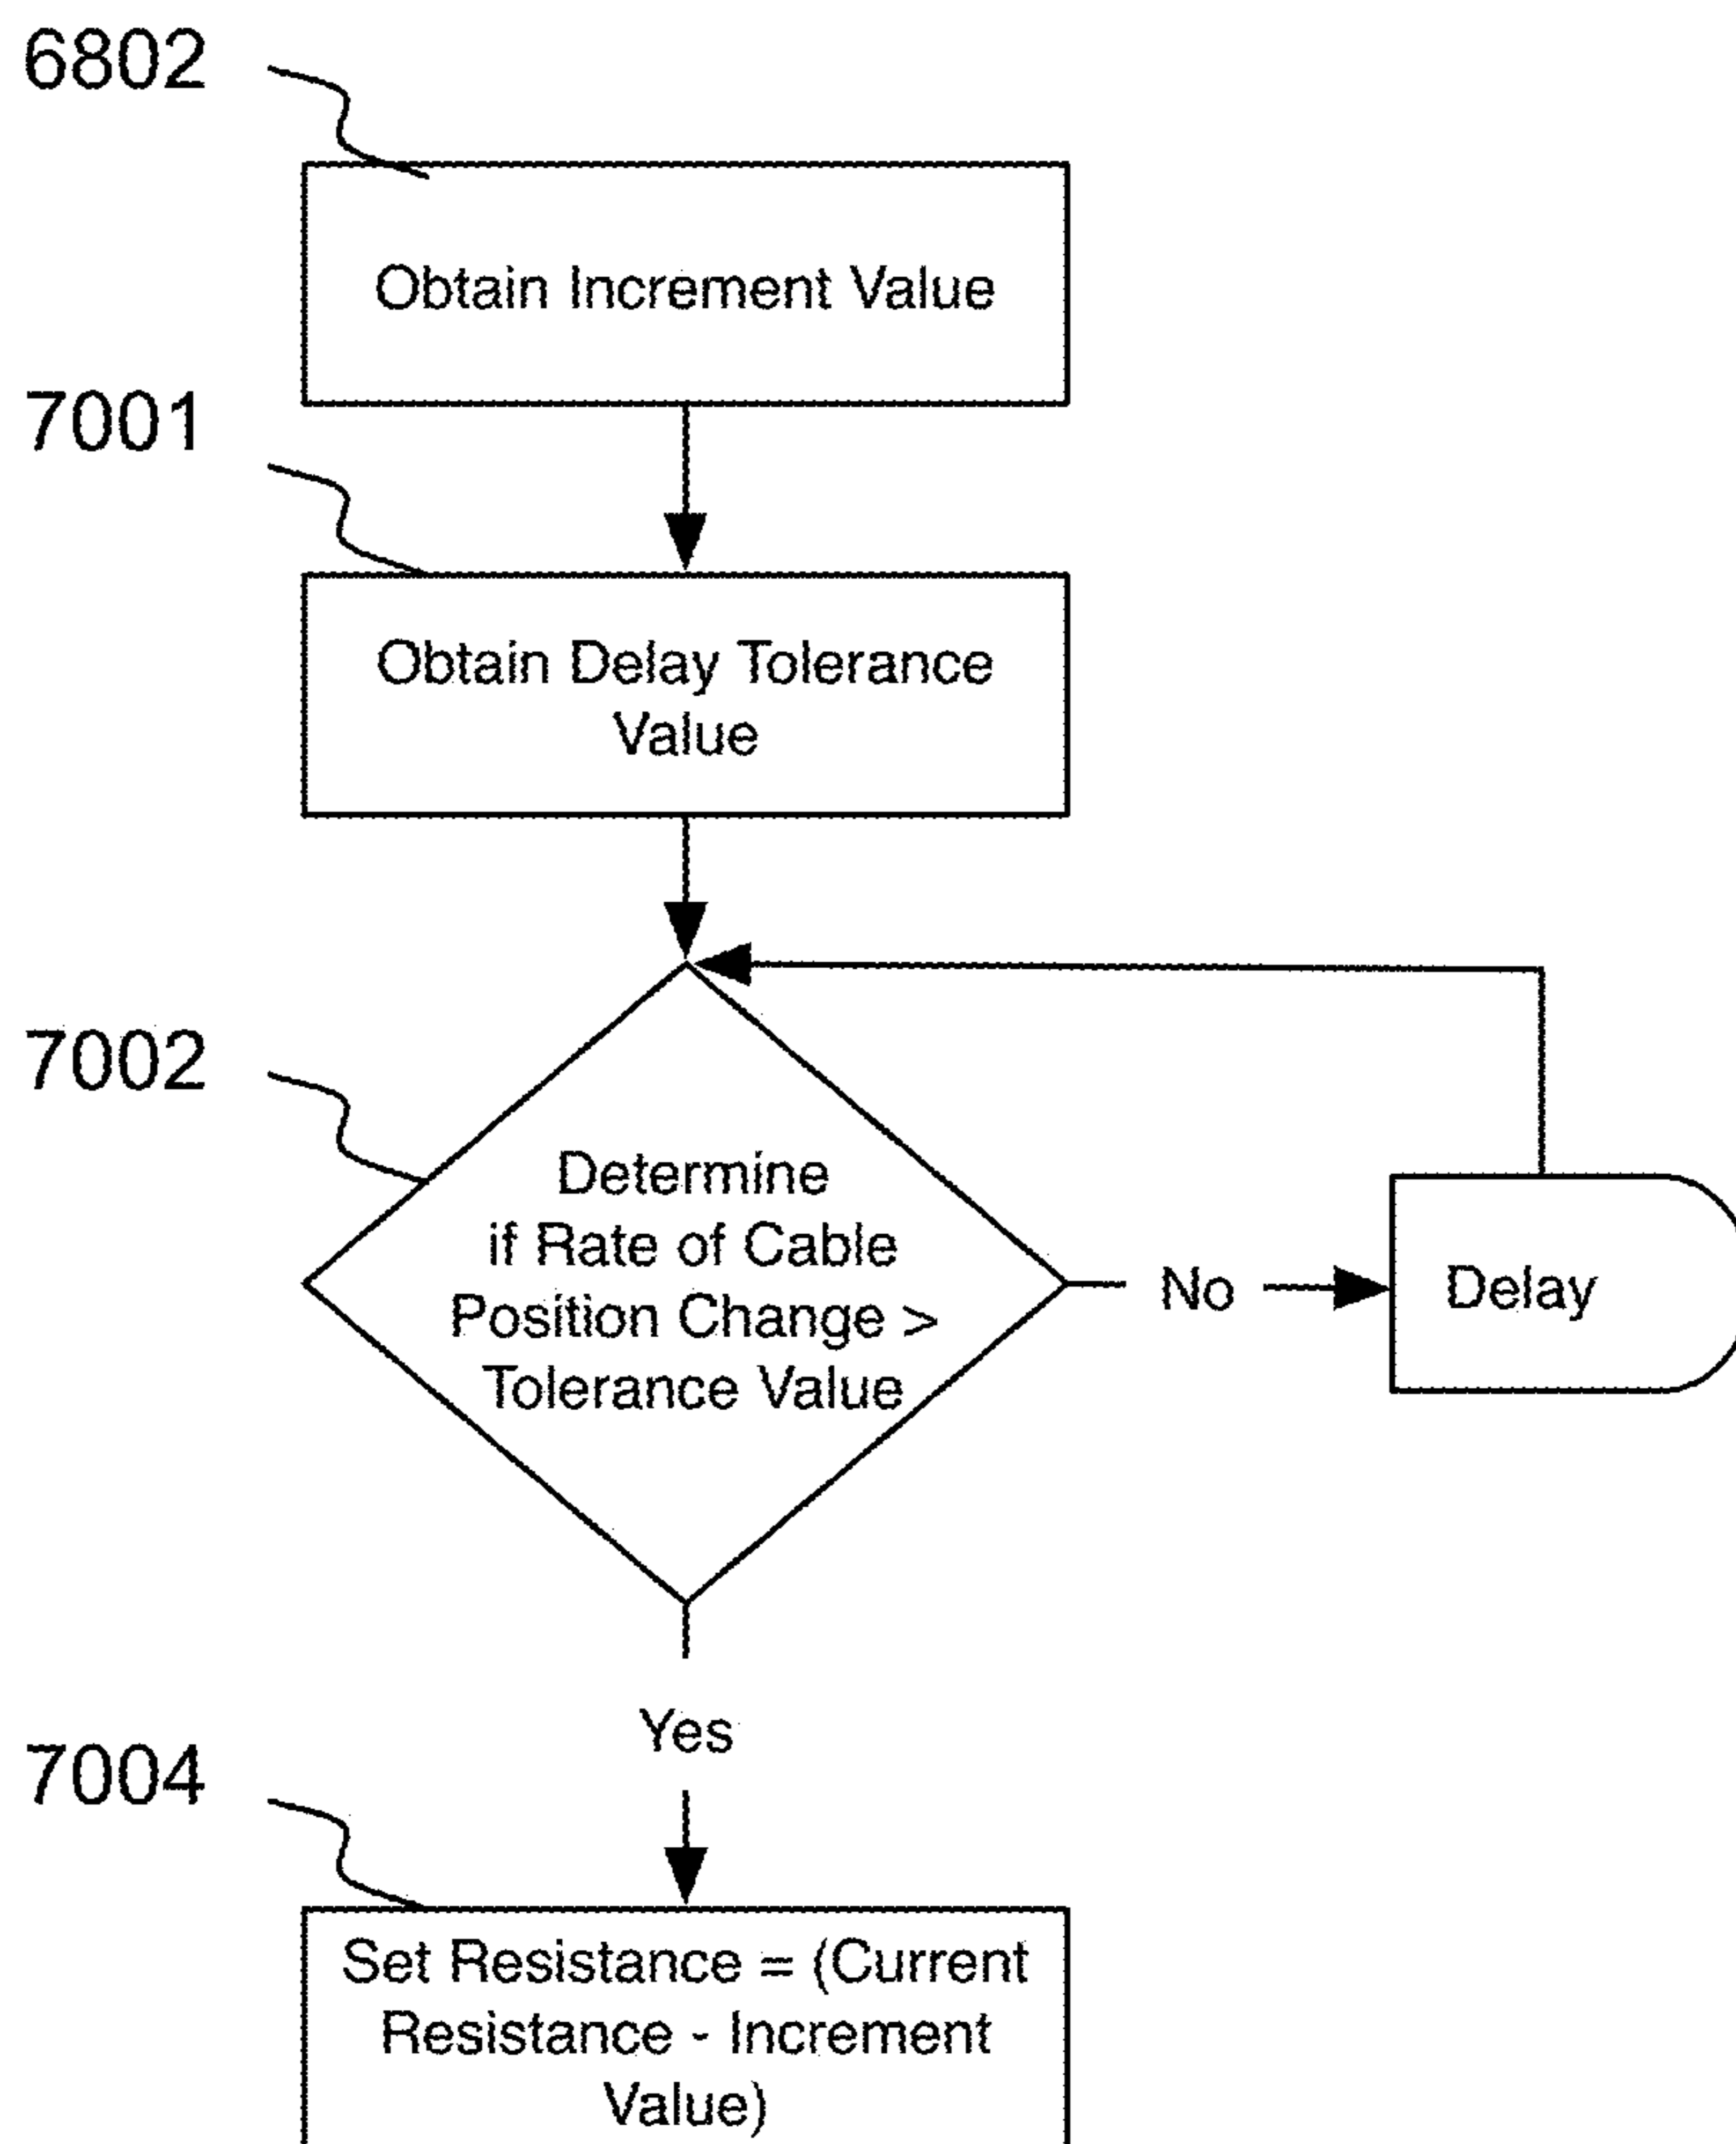 6802
Obtain Increment Value
7001
Obtain Delay Tolerance
Value
7002
Determine
if Rate of Cable
Position Change >
Tolerance Value
No
Delay
Yes
7004
Set Resistance = (Current
Resistance - Increment
Value)